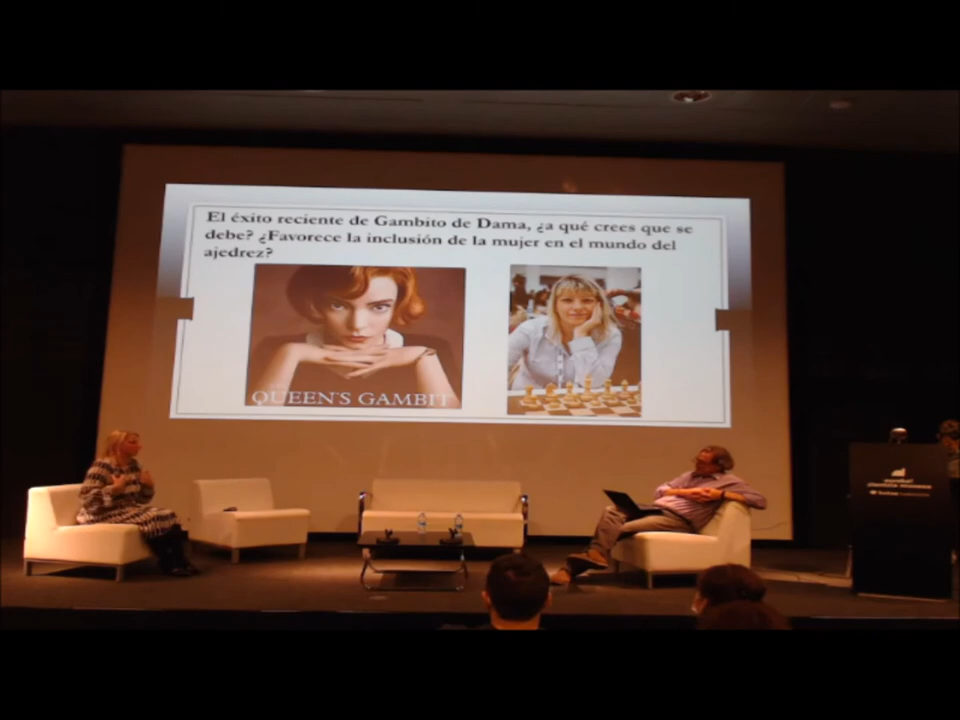 El éxito reciente de Gambito de Dama, ¿a qué crees que se
debe? ¿Favorece la inclusión de la mujer en el mundo del
ajedrez?
QUEEN'S GAMBIT